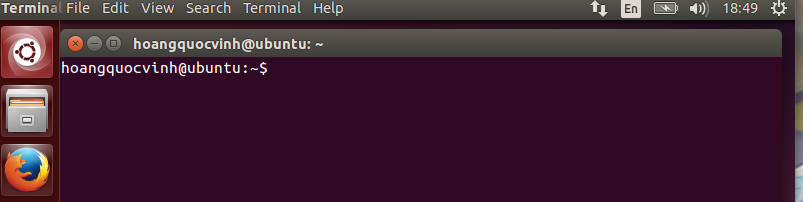 Terminal File Edit View Search Terminal Help En 18:49
hoangquocvinh@ubuntu: ~
hoangquocvinh@ubuntu:~$